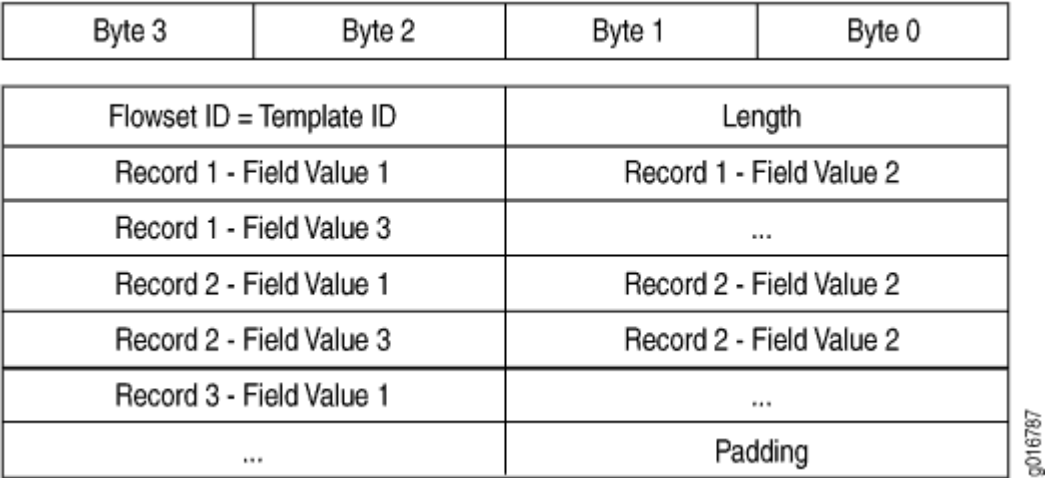 Byte 3 Byte 2 Byte 1 Byte 0
Flowset ID = Template ID Length
Record 1 - Field Value 1 Record 1 - Field Value 2
Record 1 - Field Value 3 ...
Record 2 - Field Value 1 Record 2 - Field Value 2
Record 2 - Field Value 3 Record 2 - Field Value 2
Record 3 - Field Value 1 ...
... Padding
g016787